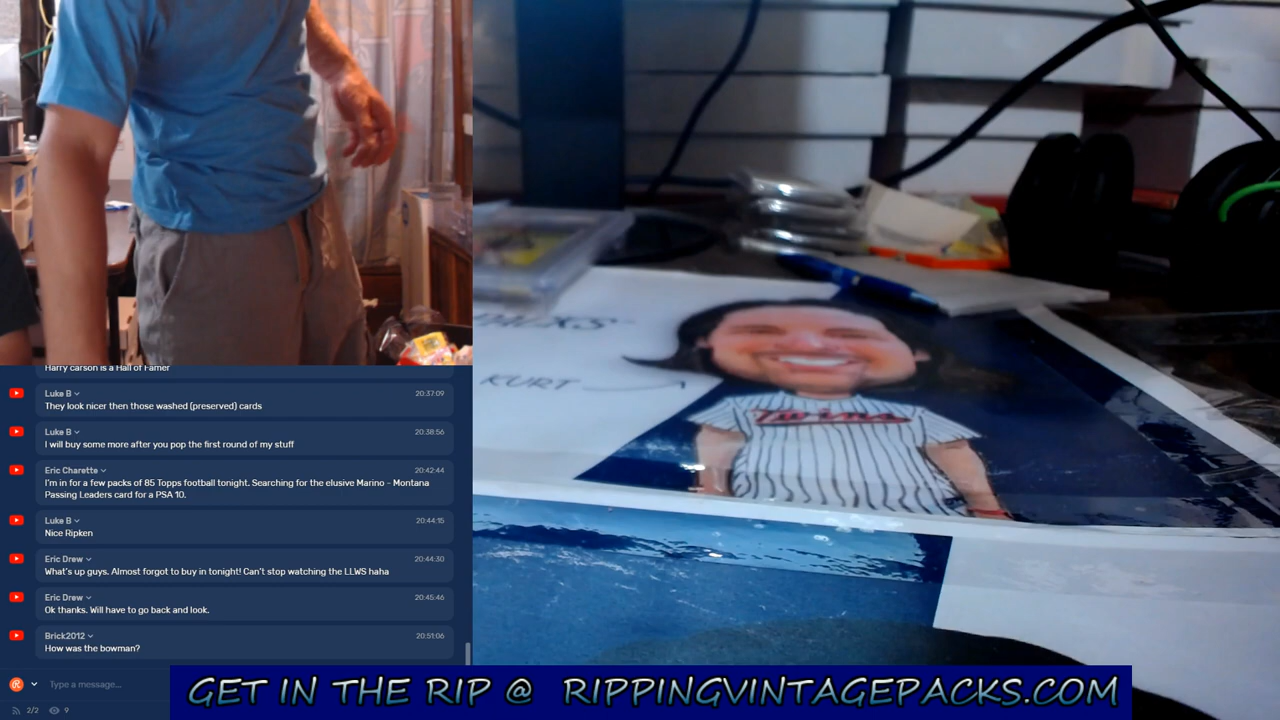 Harry carson is a Hall of Famer
Luke B
20:37:09
They look nicer then those washed (preserved) cards
Luke B
20:38:56
I will buy some more after you pop the first round of my stuff
Eric Charette
20:42:44
I'm in for a few packs of 85 Topps football tonight. Searching for the elusive Marino - Montana
Passing Leaders card for a PSA 10.
Luke B
20:44:15
Nice Ripken
Eric Drew
20:44:30
What's up guys. Almost forgot to buy in tonight! Can't stop watching the LLWS haha
Eric Drew
20:45:46
Ok thanks. Will have to go back and look.
Brick2012
20:51:06
How was the bowman?
Type a message...
2/2
9
PACKS
KURT
Twins
GET IN THE RIP @ RIPPINGVINTAGEPACKS.COM